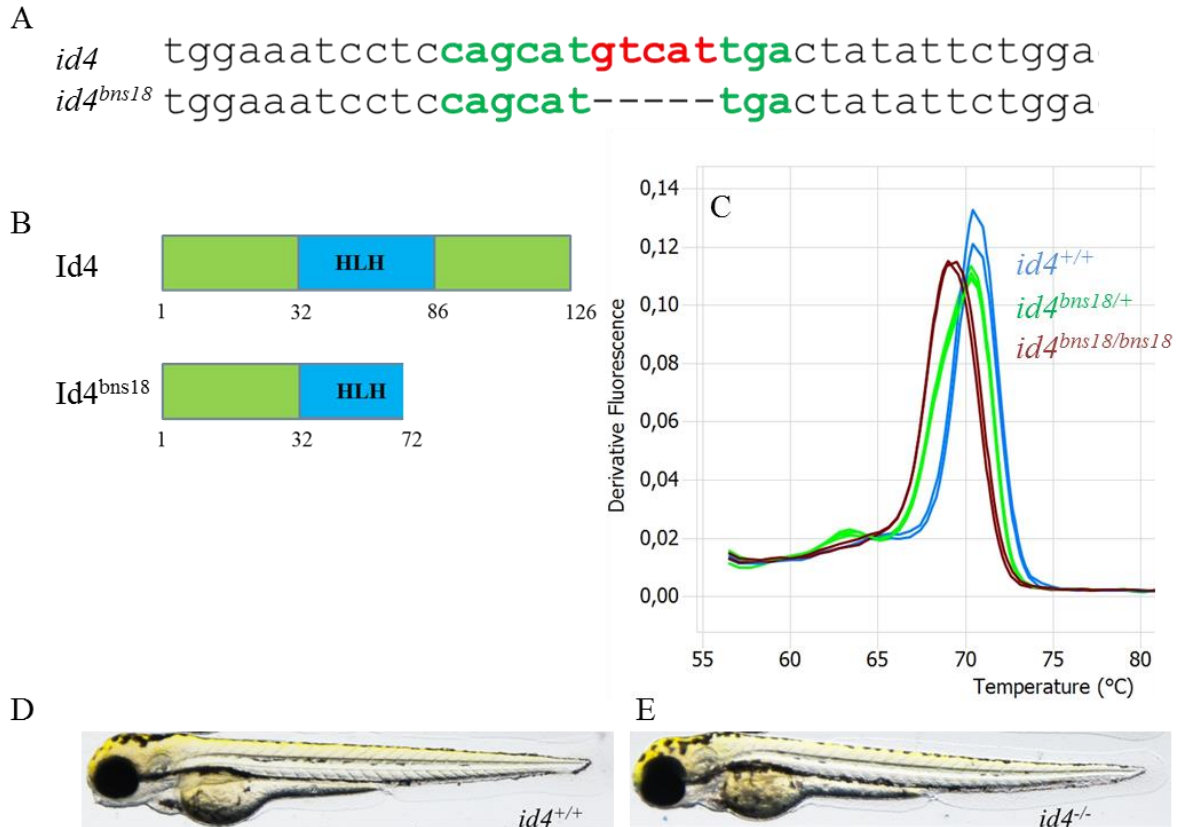 A
id4 tggaaatcctccagcatgtcattgactatattctgga
id4bns18 tggaaatcctccagcat-----tgactatattctgga
B
Id4 HLH
1 32 86 126
Id4bns18 HLH
1 32 72
C
0,14
0,12
0,10
0,08
0,06
0,04
0,02
0,00
Derivative Fluorescence
id4+/+
id4bns18/+
id4bns18/bns18
55 60 65 70 75 80
Temperature (°C)
D
id4+/+
E
id4-/-